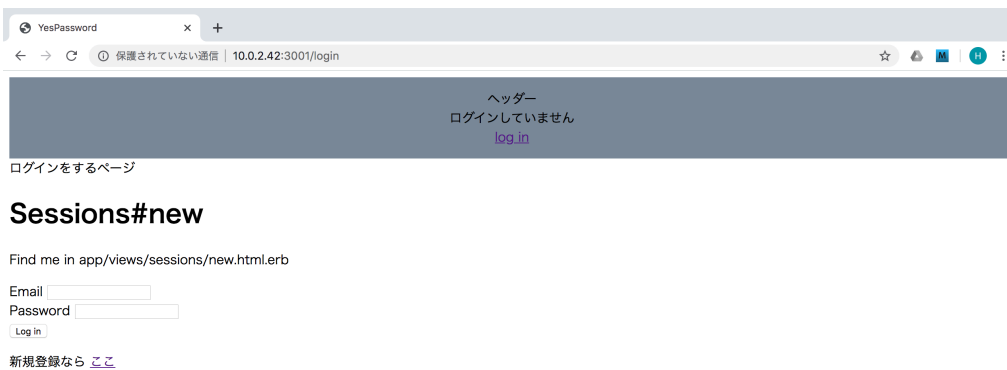 YesPassword
保護されていない通信 10.0.2.42:3001/login
M
H
ヘッダー
ログインしていません
log in
ログインをするページ
Sessions#new
Find me in app/views/sessions/new.html.erb
Email
Password
Log in
新規登録なら ここ